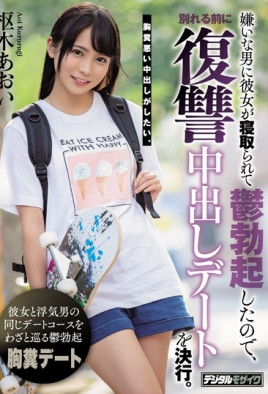 枢木あおい
Aoi Kururugi
嫌いな男に彼女が寝取られて鬱勃起したので、
別れる前に
復讐
中出しデート
を決行。
胸糞悪い中出しがしたい。
EAT ICE CREAM
WITH HAPPY
彼女と浮気男の
同じデートコースを
わざと巡る鬱勃起
胸糞デート
デジタルモザイク